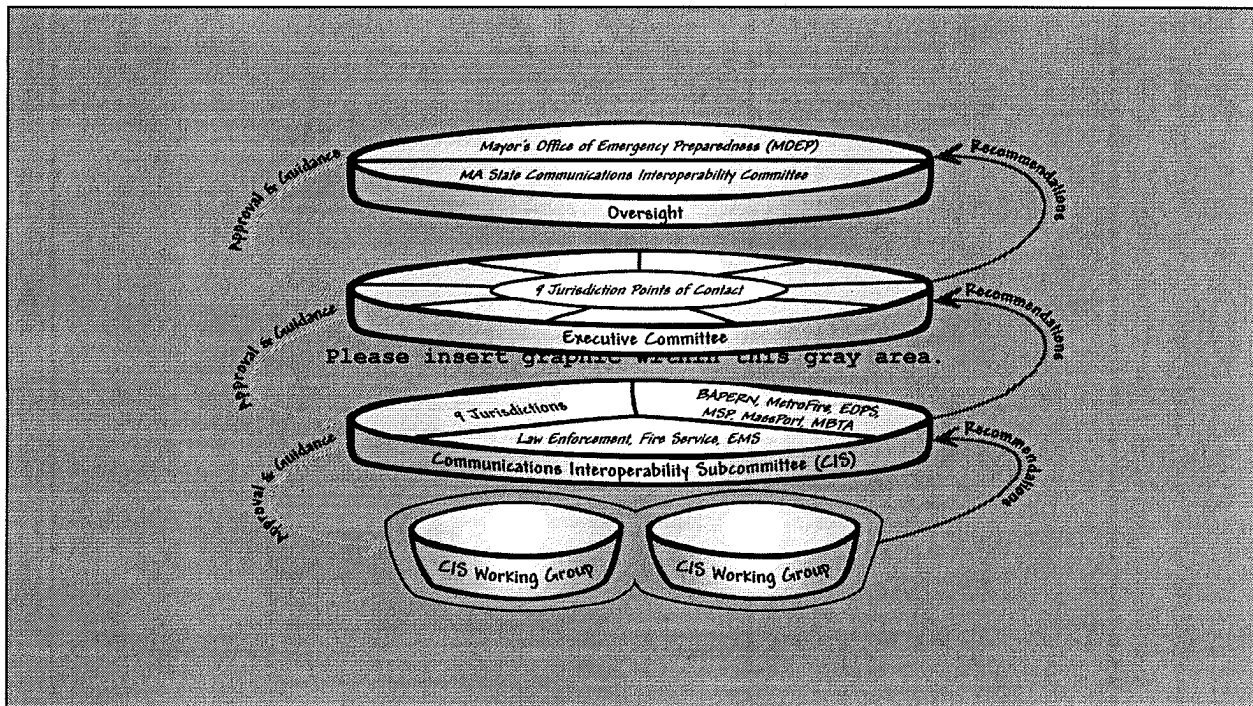 Mayor's Office of Emergency Preparedness (MOEP)
MA State Communications Interoperability Committee
Oversight
Approval & Guidance
Recommendations
9 Jurisdiction Points of Contact
Executive Committee
Approval & Guidance
Recommendations
Please insert graphic within this gray area.
9 Jurisdictions
BAPERN, MetroFire, EOPS,
MSP, MassPort, MBTA
Law Enforcement, Fire Service, EMS
Communications Interoperability Subcommittee (CIS)
Approval & Guidance
Recommendations
CIS Working Group
CIS Working Group